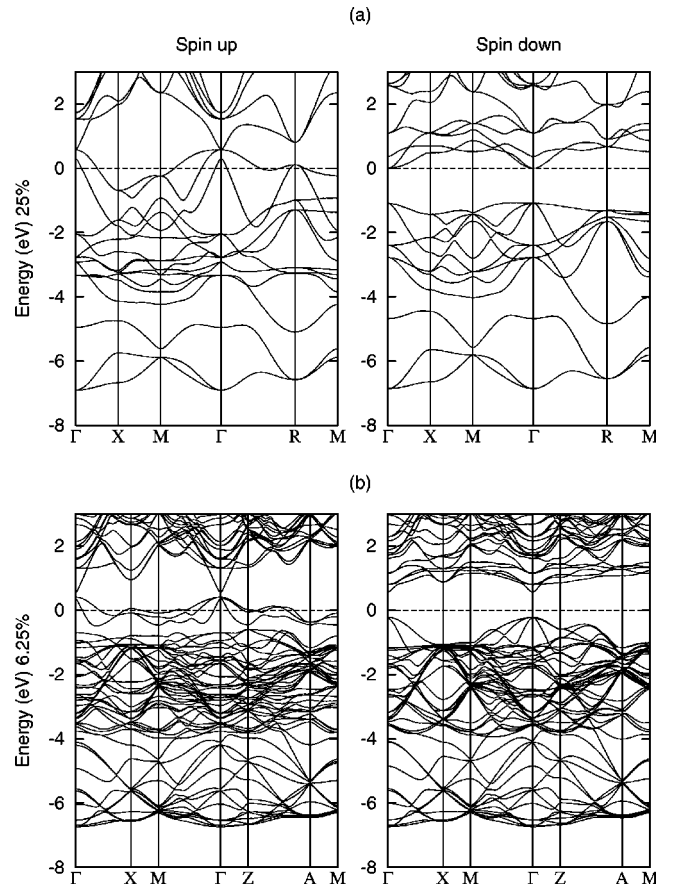 (a)
Spin up
Spin down
Energy (eV) 25%
2
0
-2
-4
-6
-8
Γ X M Γ R M
Γ X M Γ R M
2
0
-2
-4
-6
-8
(b)
Energy (eV) 6.25%
2
0
-2
-4
-6
-8
Γ X M Γ Z A M
2
0
-2
-4
-6
-8
Γ X M Γ Z A M